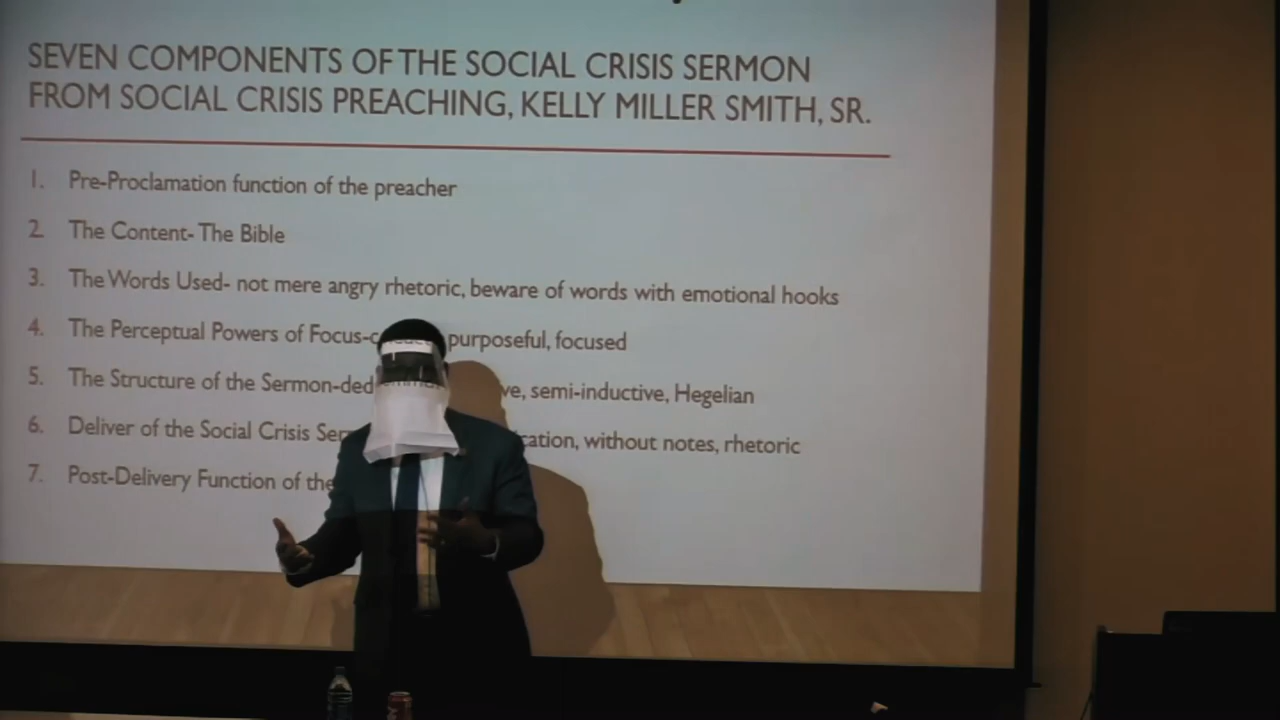 SEVEN COMPONENTS OF THE SOCIAL CRISIS SERMON
FROM SOCIAL CRISIS PREACHING, KELLY MILLER SMITH, SR.
1. Pre-Proclamation function of the preacher
2. The Content- The Bible
3. The Words Used- not mere angry rhetoric, beware of words with emotional hooks
4. The Perceptual Powers of Focus- purposeful, focused
5. The Structure of the Sermon- semi-inductive, Hegelian
6. Deliver of the Social Crisis without notes, rhetoric
7. Post-Delivery Function of the